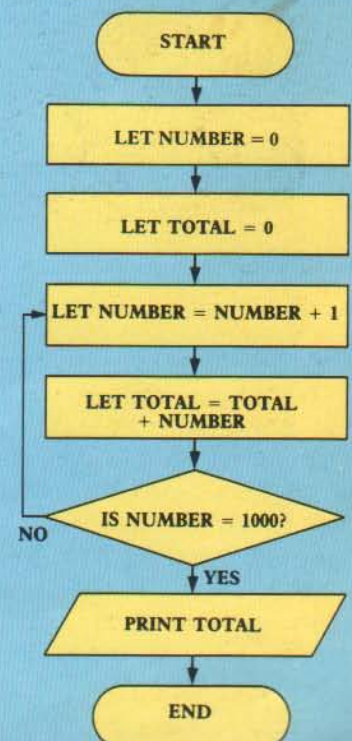 START
LET NUMBER = 0
LET TOTAL = 0
LET NUMBER = NUMBER + 1
LET TOTAL = TOTAL
+ NUMBER
IS NUMBER = 1000?
NO
YES
PRINT TOTAL
END